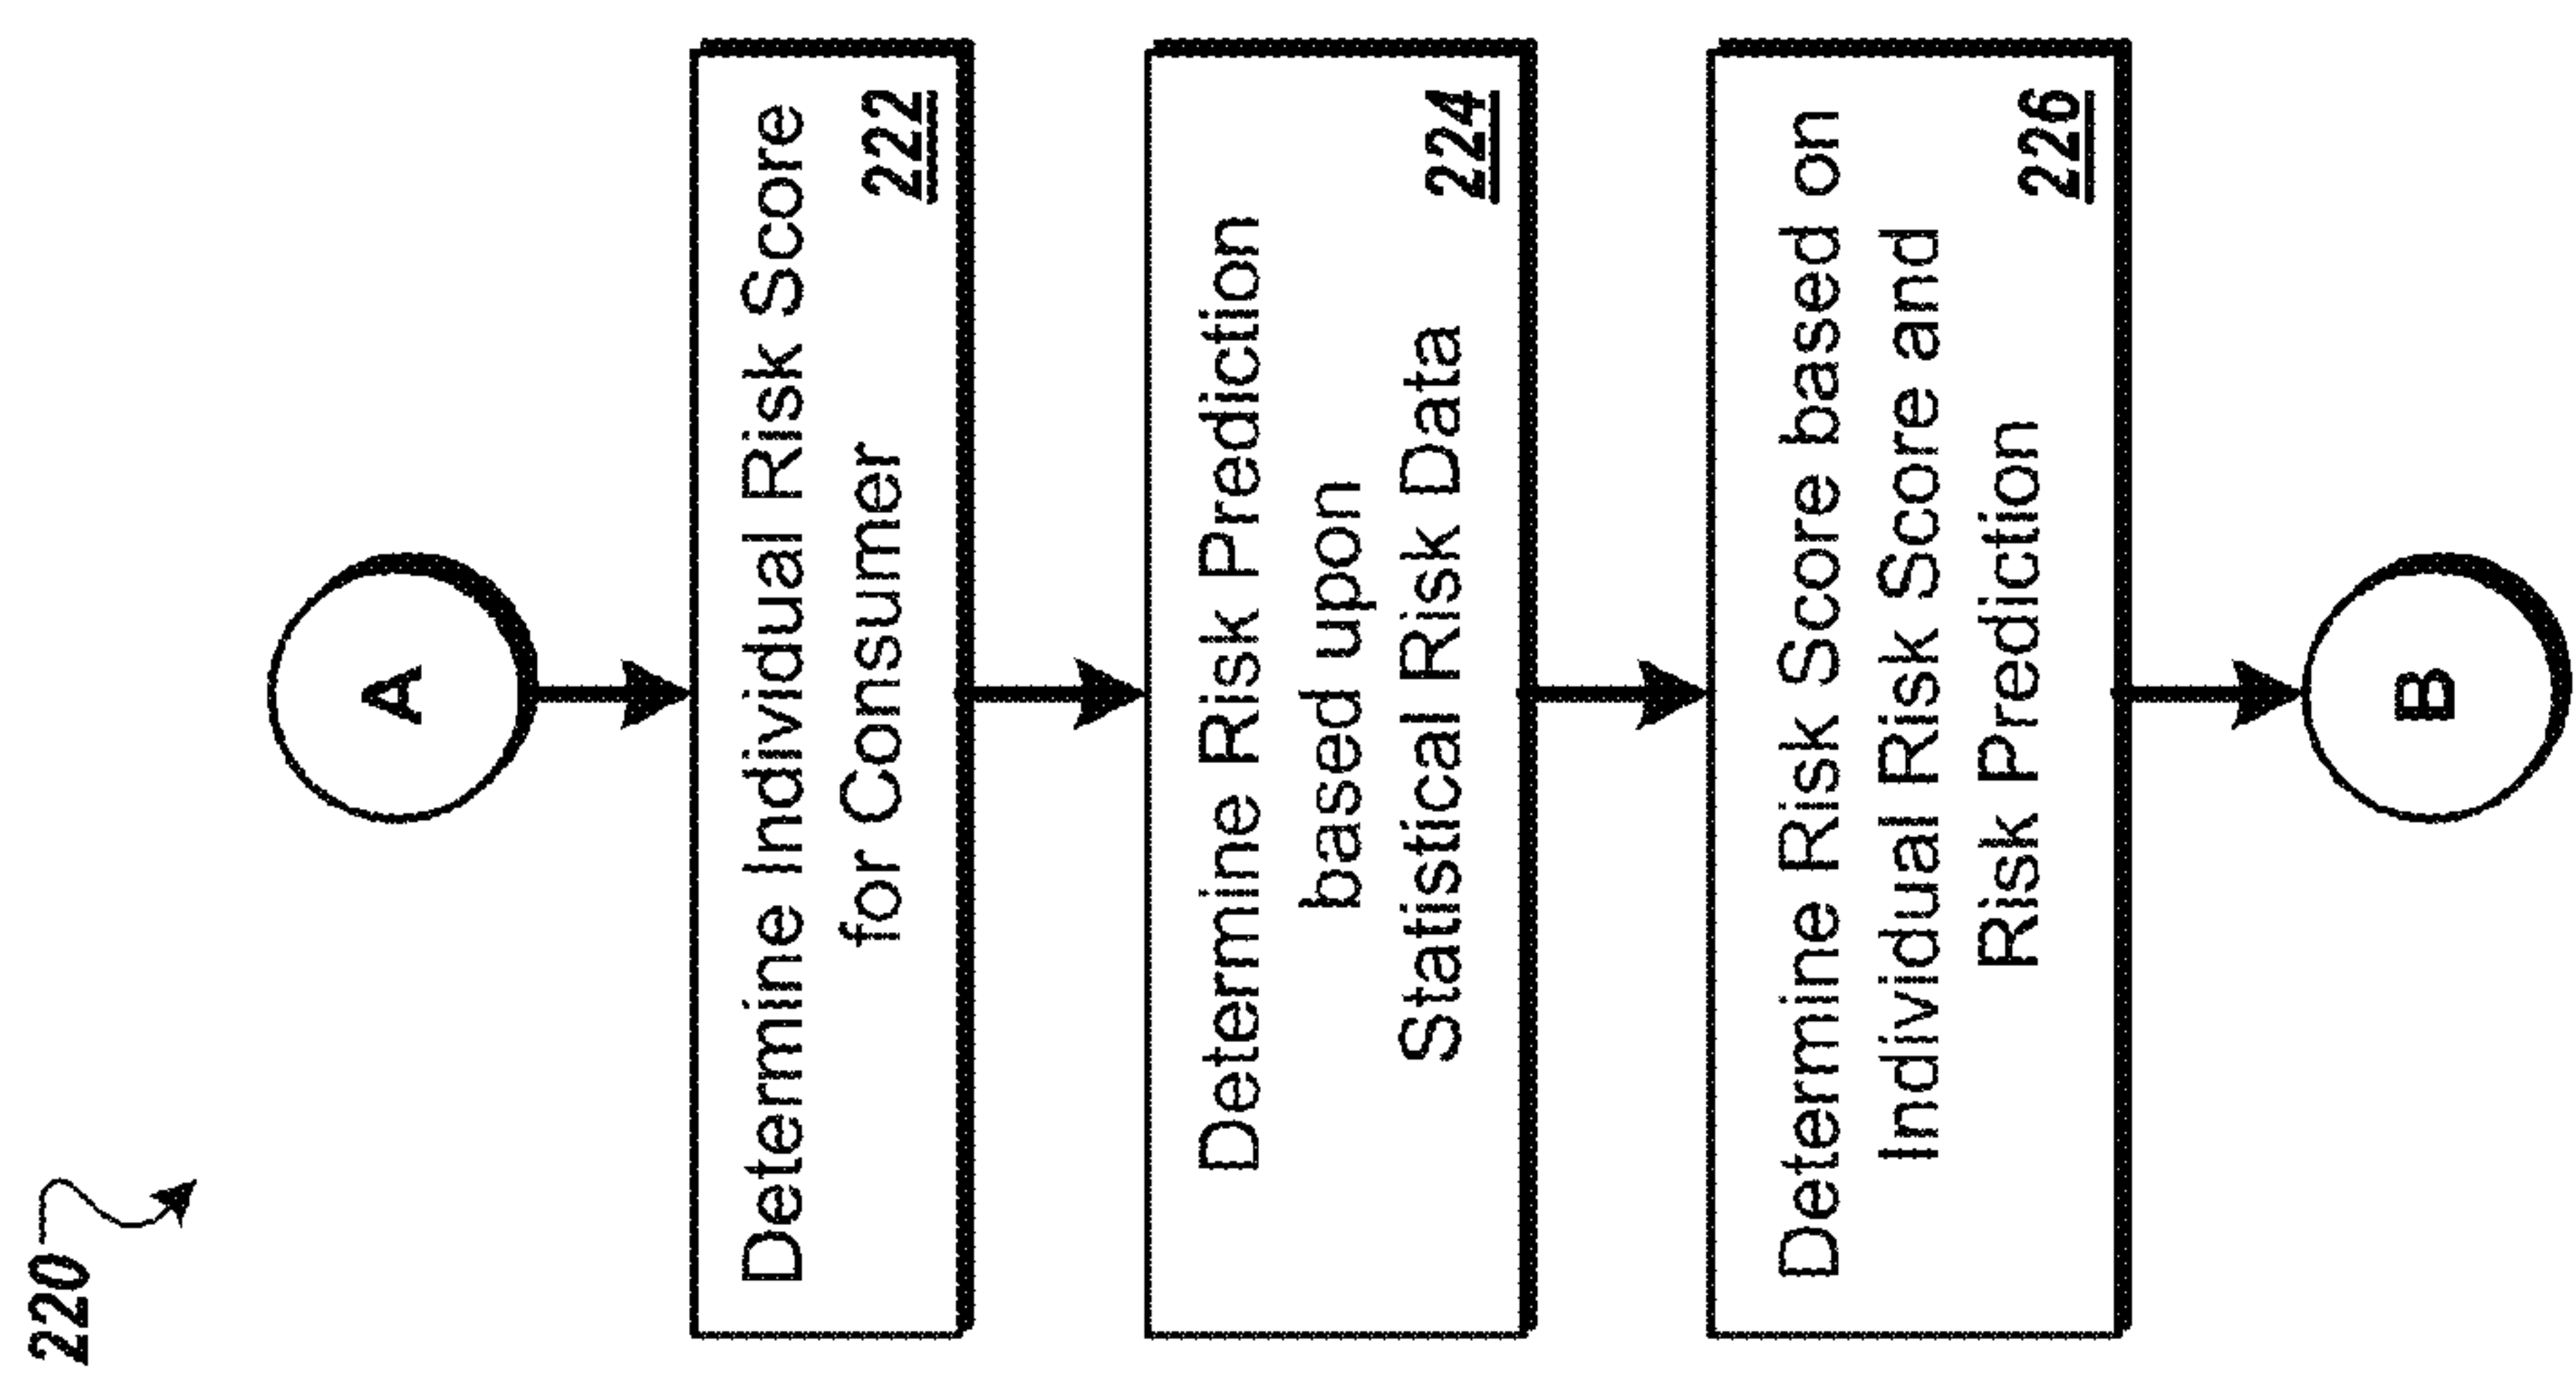 220
A
Determine Individual Risk Score
for Consumer
222
Determine Risk Prediction
based upon
Statistical Risk Data
224
Determine Risk Score based on
Individual Risk Score and
Risk Prediction
226
B